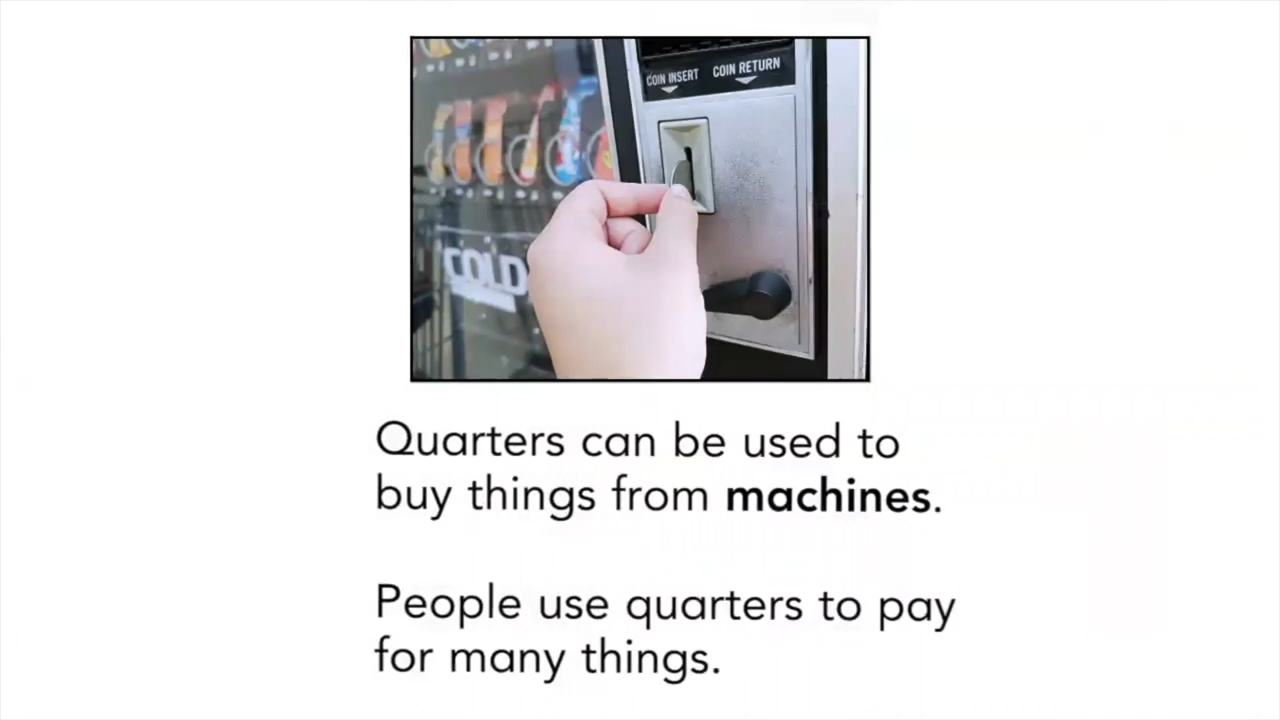 COIN INSERT COIN RETURN
COLD
Quarters can be used to
buy things from machines.
People use quarters to pay
for many things.